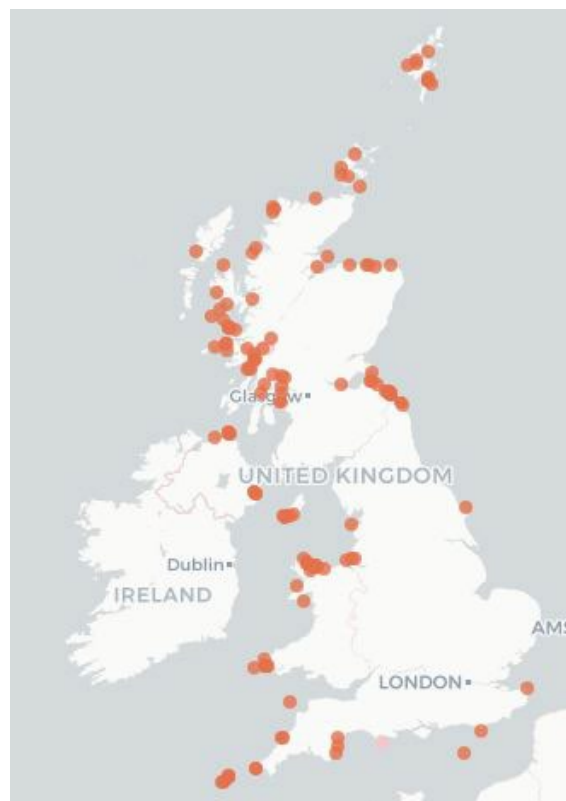 Glasgow
UNITED KINGDOM
Dublin
IRELAND
AMS
LONDON